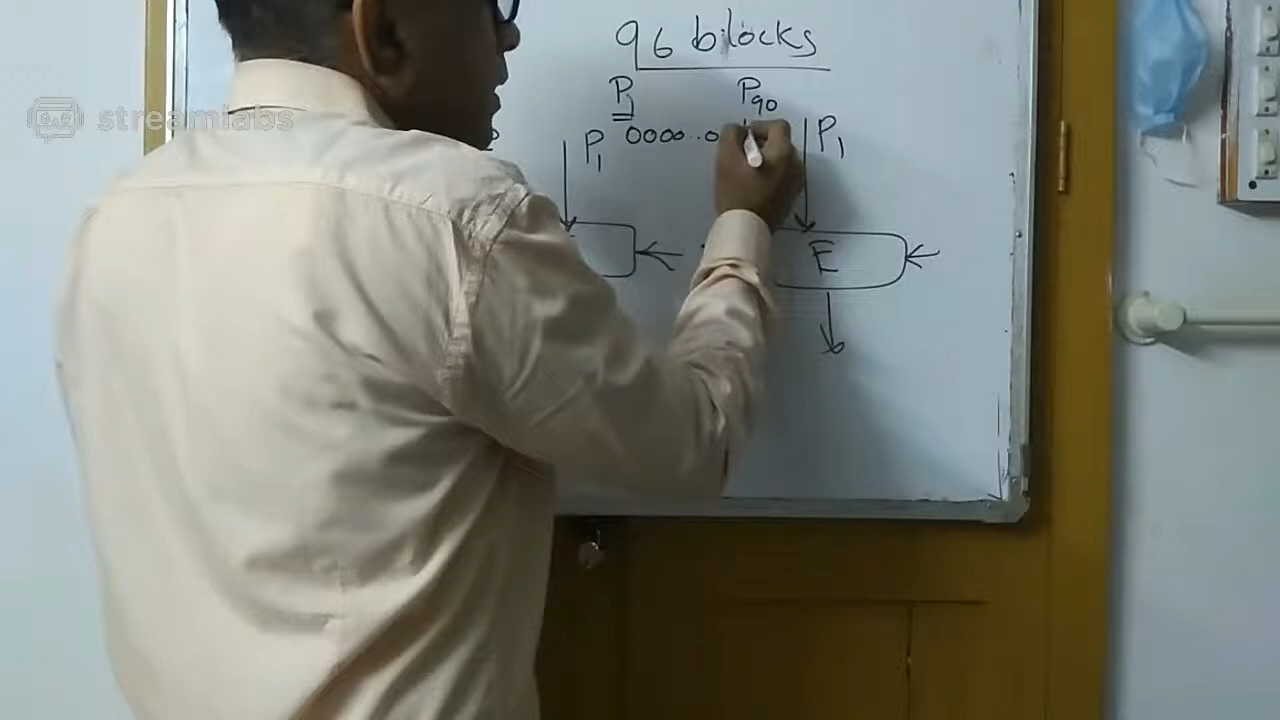 96 blocks
P1 P90
streamlabs
P1 0000..0 P1
E